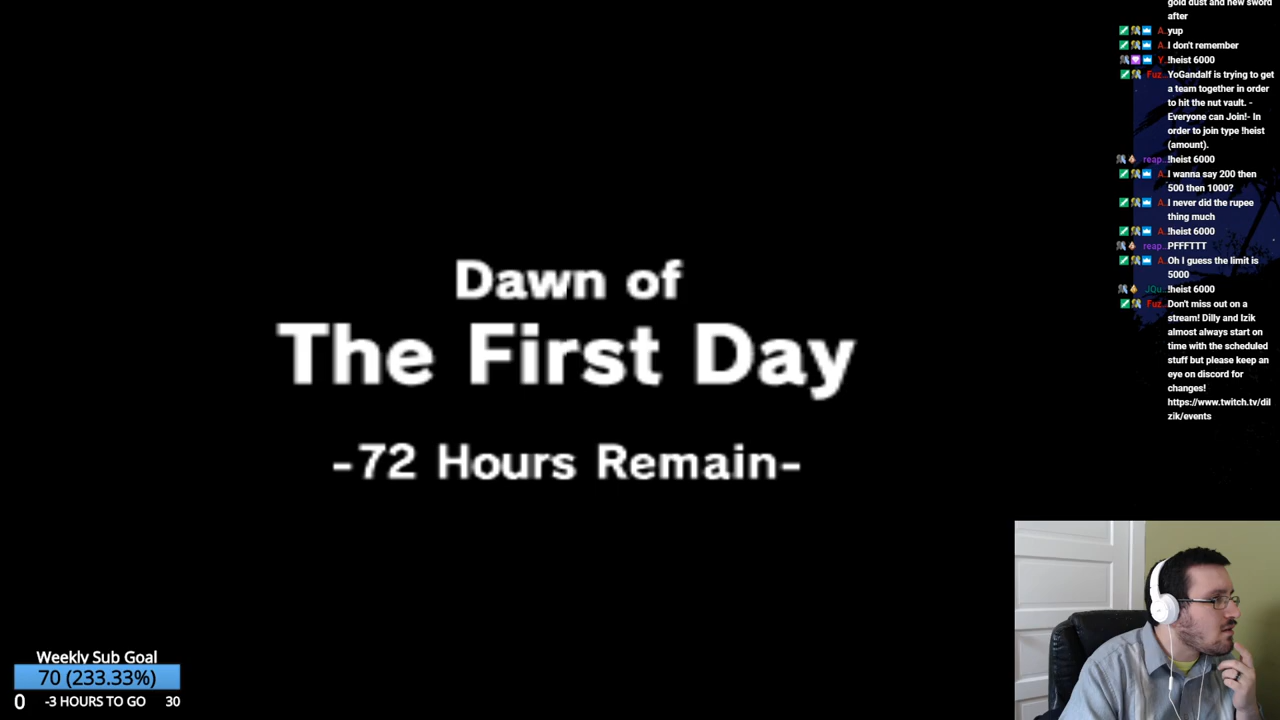 Dawn of
The First Day
-72 Hours Remain-
gold dust and new sword
after
A.. yup
A.. I don't remember
Y.. !heist 6000
Fuz.. YoGandalf is trying to get
a team together in order
to hit the nut vault. -
Everyone can Join!- In
order to join type !heist
(amount).
reap.. !heist 6000
A.. I wanna say 200 then
500 then 1000?
A.. I never did the rupee
thing much
A.. !heist 6000
reap.. PFFFTTT
A.. Oh I guess the limit is
5000
JQu.. !heist 6000
Fuz.. Don't miss out on a
stream! Dilly and Izik
almost always start on
time with the scheduled
stuff but please keep an
eye on discord for
changes!
https://www.twitch.tv/dil
zik/events
Weekly Sub Goal
70 (233.33%)
0 -3 HOURS TO GO 30